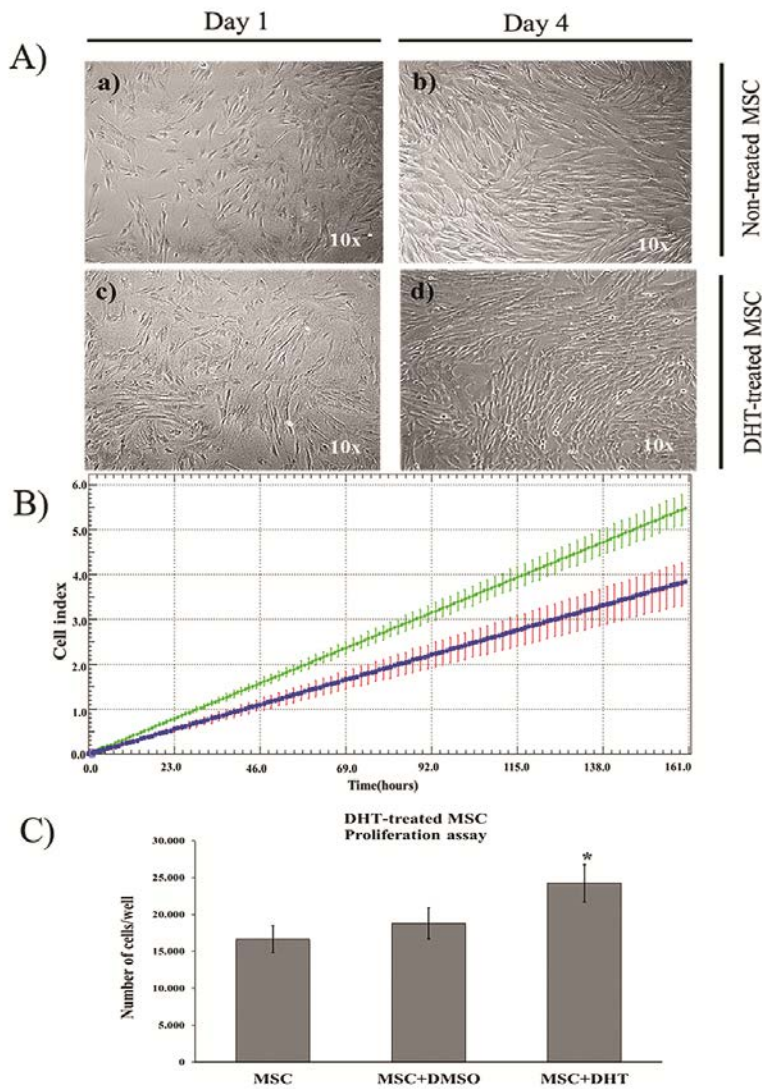 Day 1
Day 4
A)
a)
10x
b)
10x
Non-treated MSC
c)
10x
d)
10x
DHT-treated MSC
B)
Cell index
6.0
5.0
4.0
3.0
2.0
1.0
0.0
0.0 23.0 46.0 69.0 92.0 115.0 138.0 161.0
Time(hours)
C)
DHT-treated MSC
Proliferation assay
Number of cells/well
30.000
25.000
20.000
15.000
10.000
5.000
0
*
MSC MSC+DMSO MSC+DHT